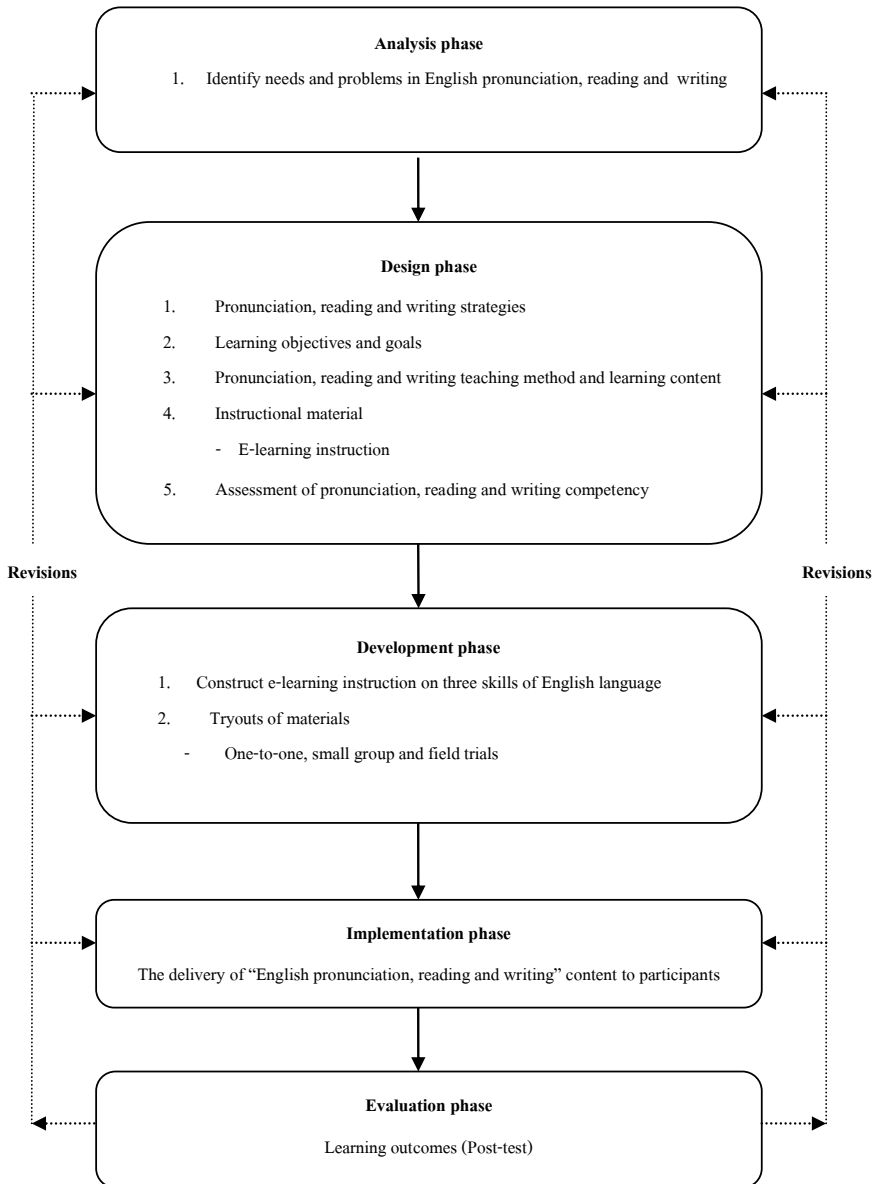 Analysis phase
1. Identify needs and problems in English pronunciation, reading and writing
Design phase
1. Pronunciation, reading and writing strategies
2. Learning objectives and goals
3. Pronunciation, reading and writing teaching method and learning content
4. Instructional material
- E-learning instruction
5. Assessment of pronunciation, reading and writing competency
Revisions
Revisions
Development phase
1. Construct e-learning instruction on three skills of English language
2. Tryouts of materials
- One-to-one, small group and field trials
Implementation phase
The delivery of “English pronunciation, reading and writing” content to participants
Evaluation phase
Learning outcomes (Post-test)